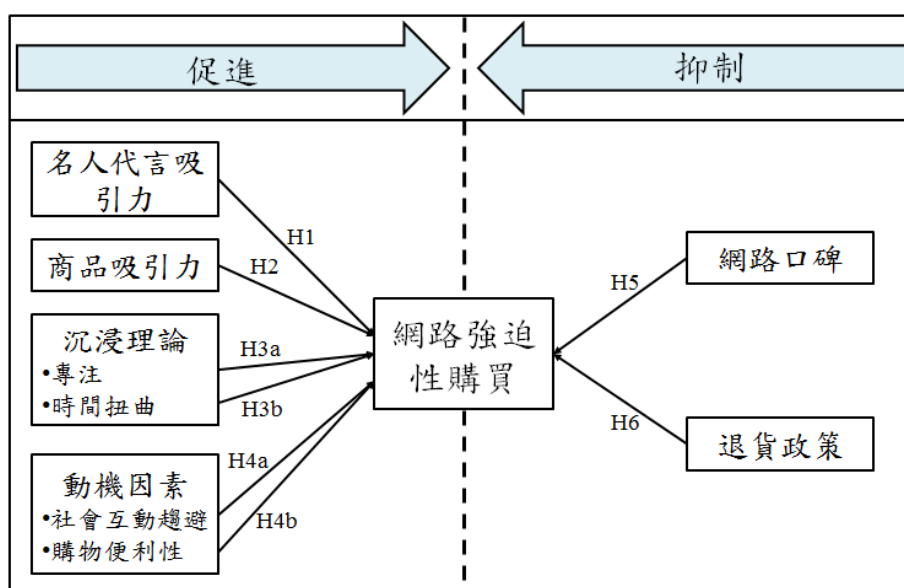 促進
抑制
名人代言吸
引力
商品吸引力
沉浸理論
•專注
•時間扭曲
動機因素
•社會互動趨避
•購物便利性
H1
H2
H3a
H3b
H4a
H4b
網路強迫
性購買
H5
H6
網路口碑
退貨政策